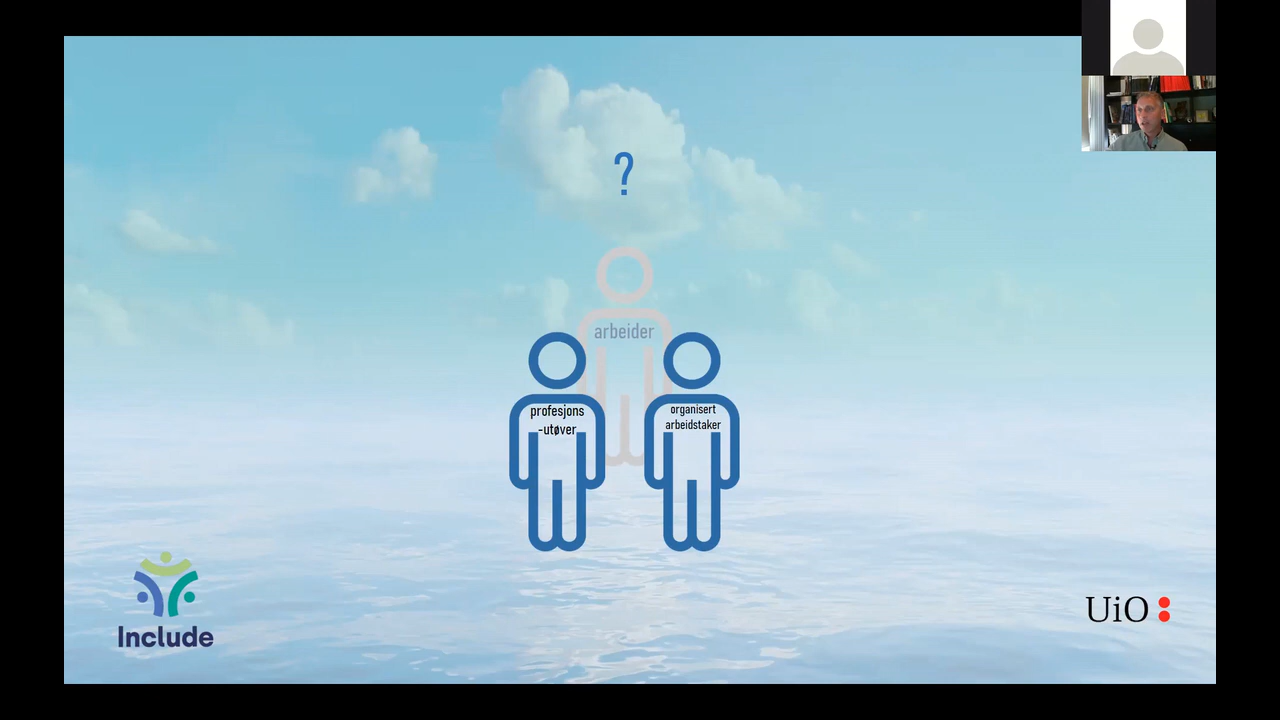 ?
arbeider
profesjons
-utøver
organisert
arbeidstaker
Include
UiO